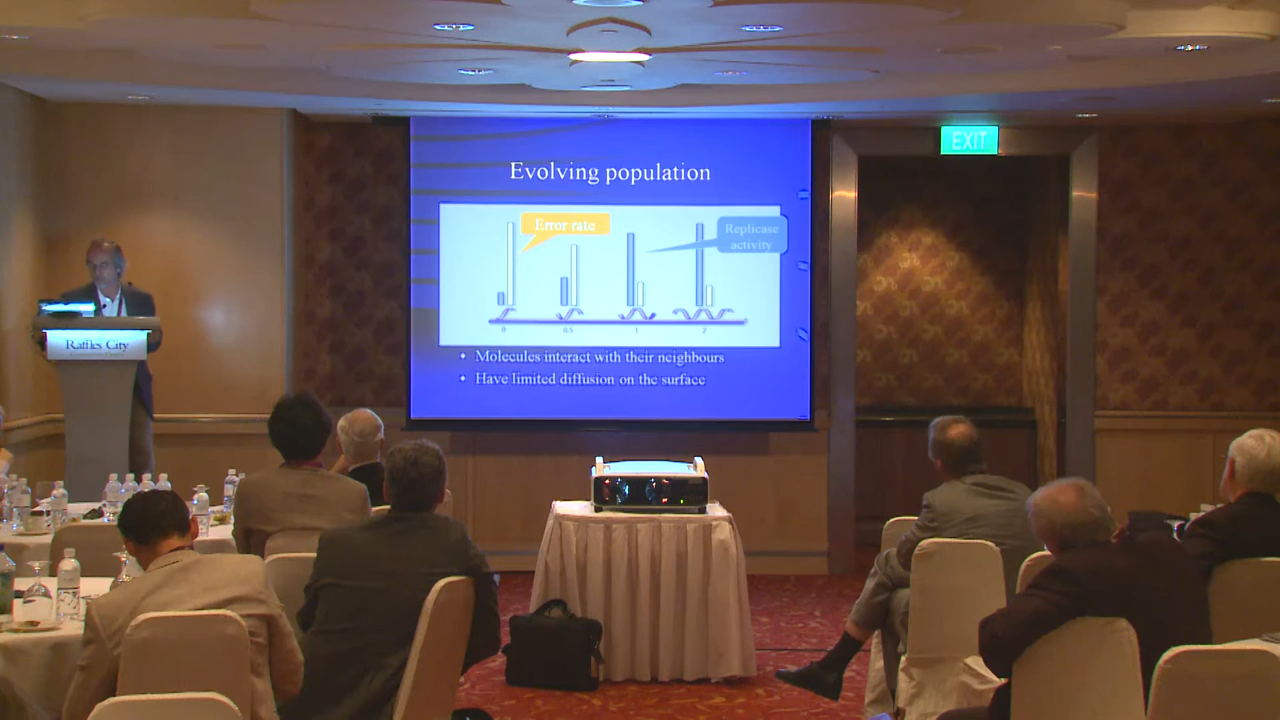 EXIT
Evolving population
Error rate
Replicase
activity
0
0.5
1
2
Molecules interact with their neighbours
Have limited diffusion on the surface
Raffles City